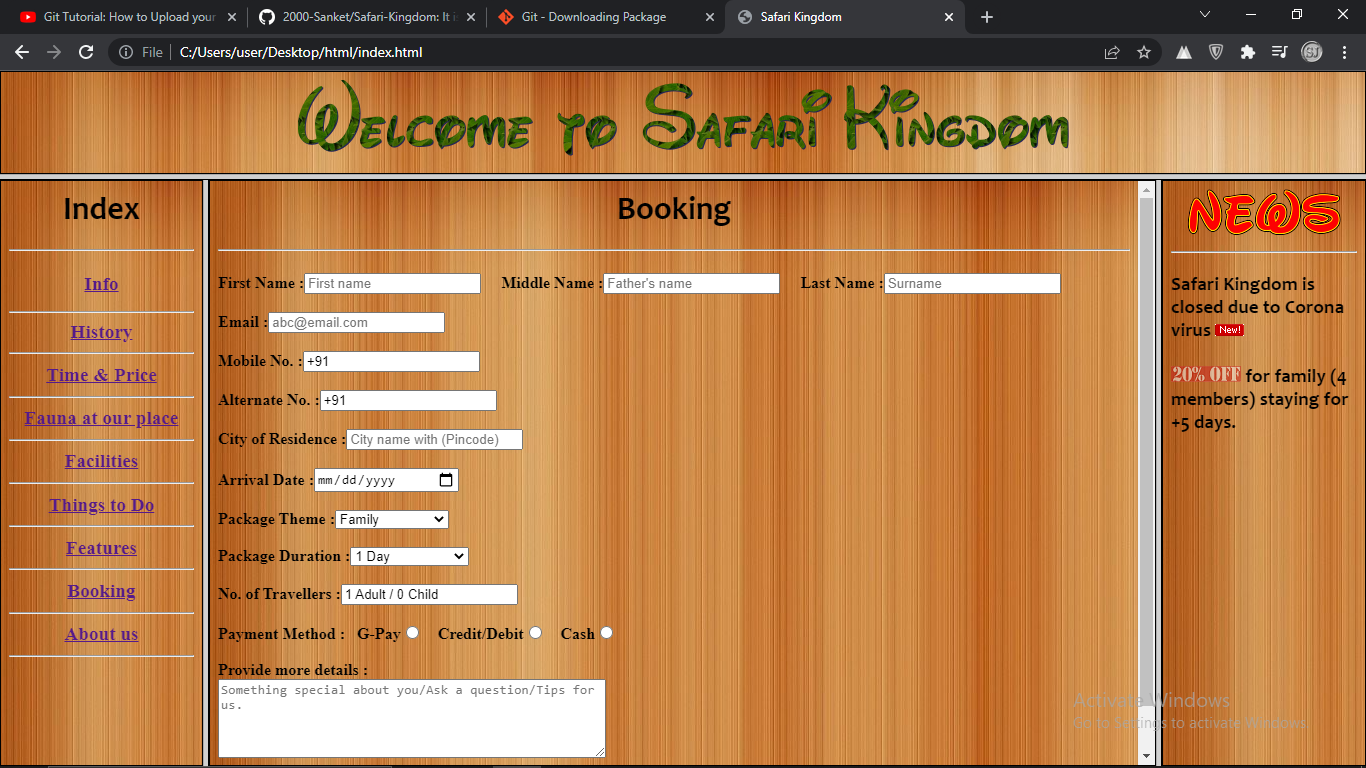 Git Tutorial: How to Upload your
2000-Sanket/Safari-Kingdom: It is
Git - Downloading Package
Safari Kingdom
File C:/Users/user/Desktop/html/index.html
Welcome to Safari Kingdom
Index
Info
History
Time & Price
Fauna at our place
Facilities
Things to Do
Features
Booking
About us
Booking
First Name : First name Middle Name : Father's name Last Name : Surname
Email : abc@email.com
Mobile No. : +91
Alternate No. : +91
City of Residence : City name with (Pincode)
Arrival Date : mm/dd/yyyy
Package Theme : Family
Package Duration : 1 Day
No. of Travellers : 1 Adult / 0 Child
Payment Method : G-Pay Credit/Debit Cash
Provide more details :
Something special about you/Ask a question/Tips for
us.
NEWS
Safari Kingdom is
closed due to Corona
virus New!
20% OFF for family (4
members) staying for
+5 days.
Activate Windows
Go to Settings to activate Windows.